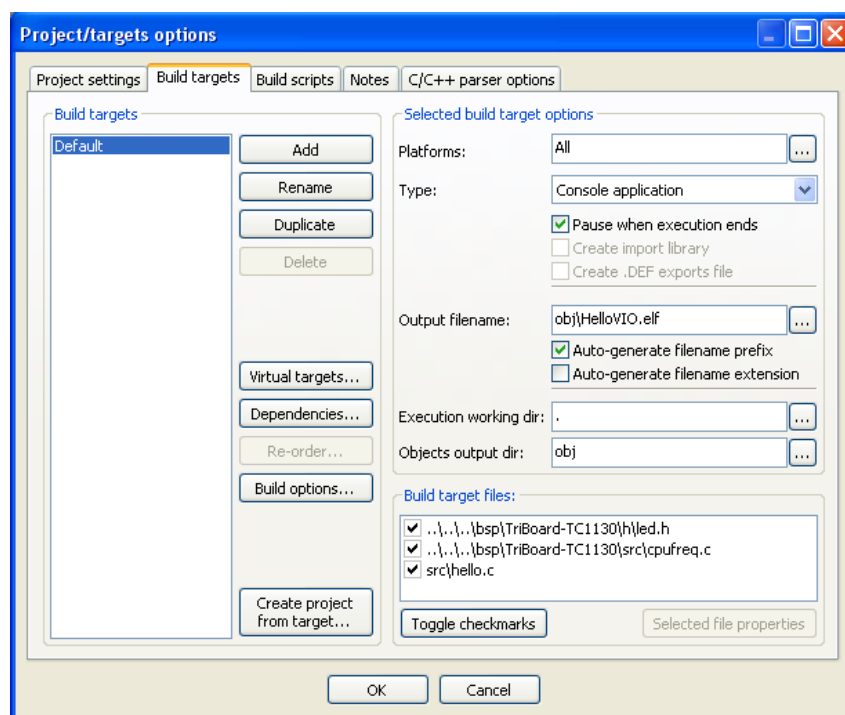 Project/targets options
Project settings Build targets Build scripts Notes C/C++ parser options
Build targets
Default
Add
Rename
Duplicate
Delete
Virtual targets...
Dependencies...
Re-order...
Build options...
Create project
from target...
Selected build target options
Platforms: All ...
Type: Console application
Pause when execution ends
Create import library
Create .DEF exports file
Output filename: obj\HelloVIO.elf ...
Auto-generate filename prefix
Auto-generate filename extension
Execution working dir: . ...
Objects output dir: obj ...
Build target files:
..\..\..\bsp\TriBoard-TC1130\h\led.h
..\..\..\bsp\TriBoard-TC1130\src\cpufreq.c
src\hello.c
Toggle checkmarks Selected file properties
OK Cancel